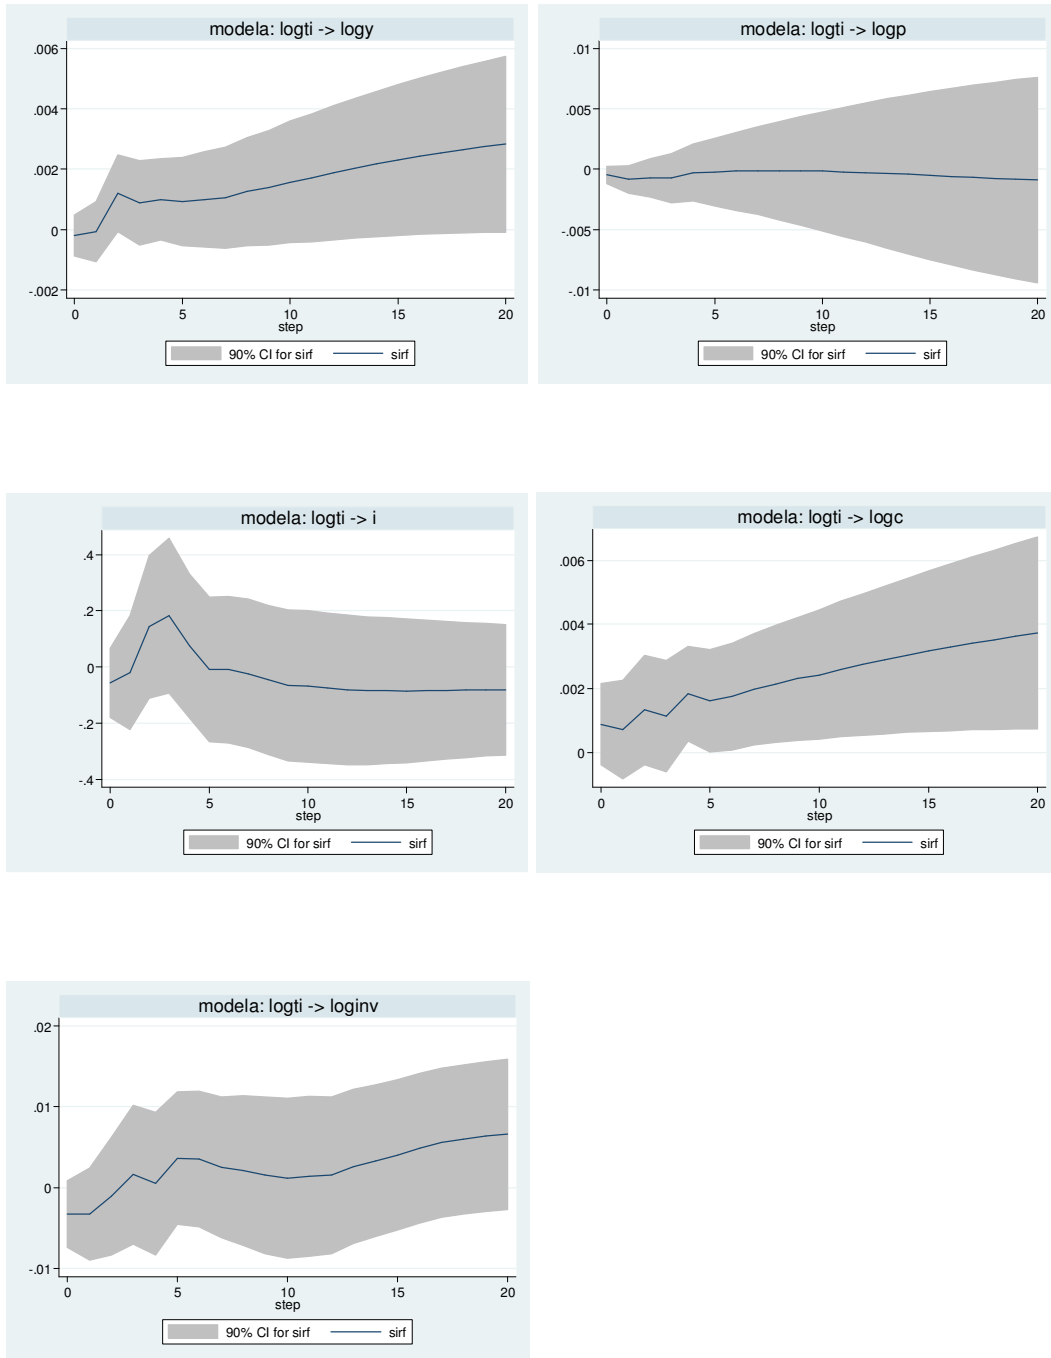 modela: logti -> logy
.006
.004
.002
0
-.002
0 5 10 15 20
step
90% CI for sirf sirf
modela: logti -> logp
.01
.005
0
-.005
-.01
0 5 10 15 20
step
90% CI for sirf sirf
modela: logti -> i
.4
.2
0
-.2
-.4
0 5 10 15 20
step
90% CI for sirf sirf
modela: logti -> logc
.006
.004
.002
0
0 5 10 15 20
step
90% CI for sirf sirf
modela: logti -> loginv
.02
.01
0
-.01
0 5 10 15 20
step
90% CI for sirf sirf